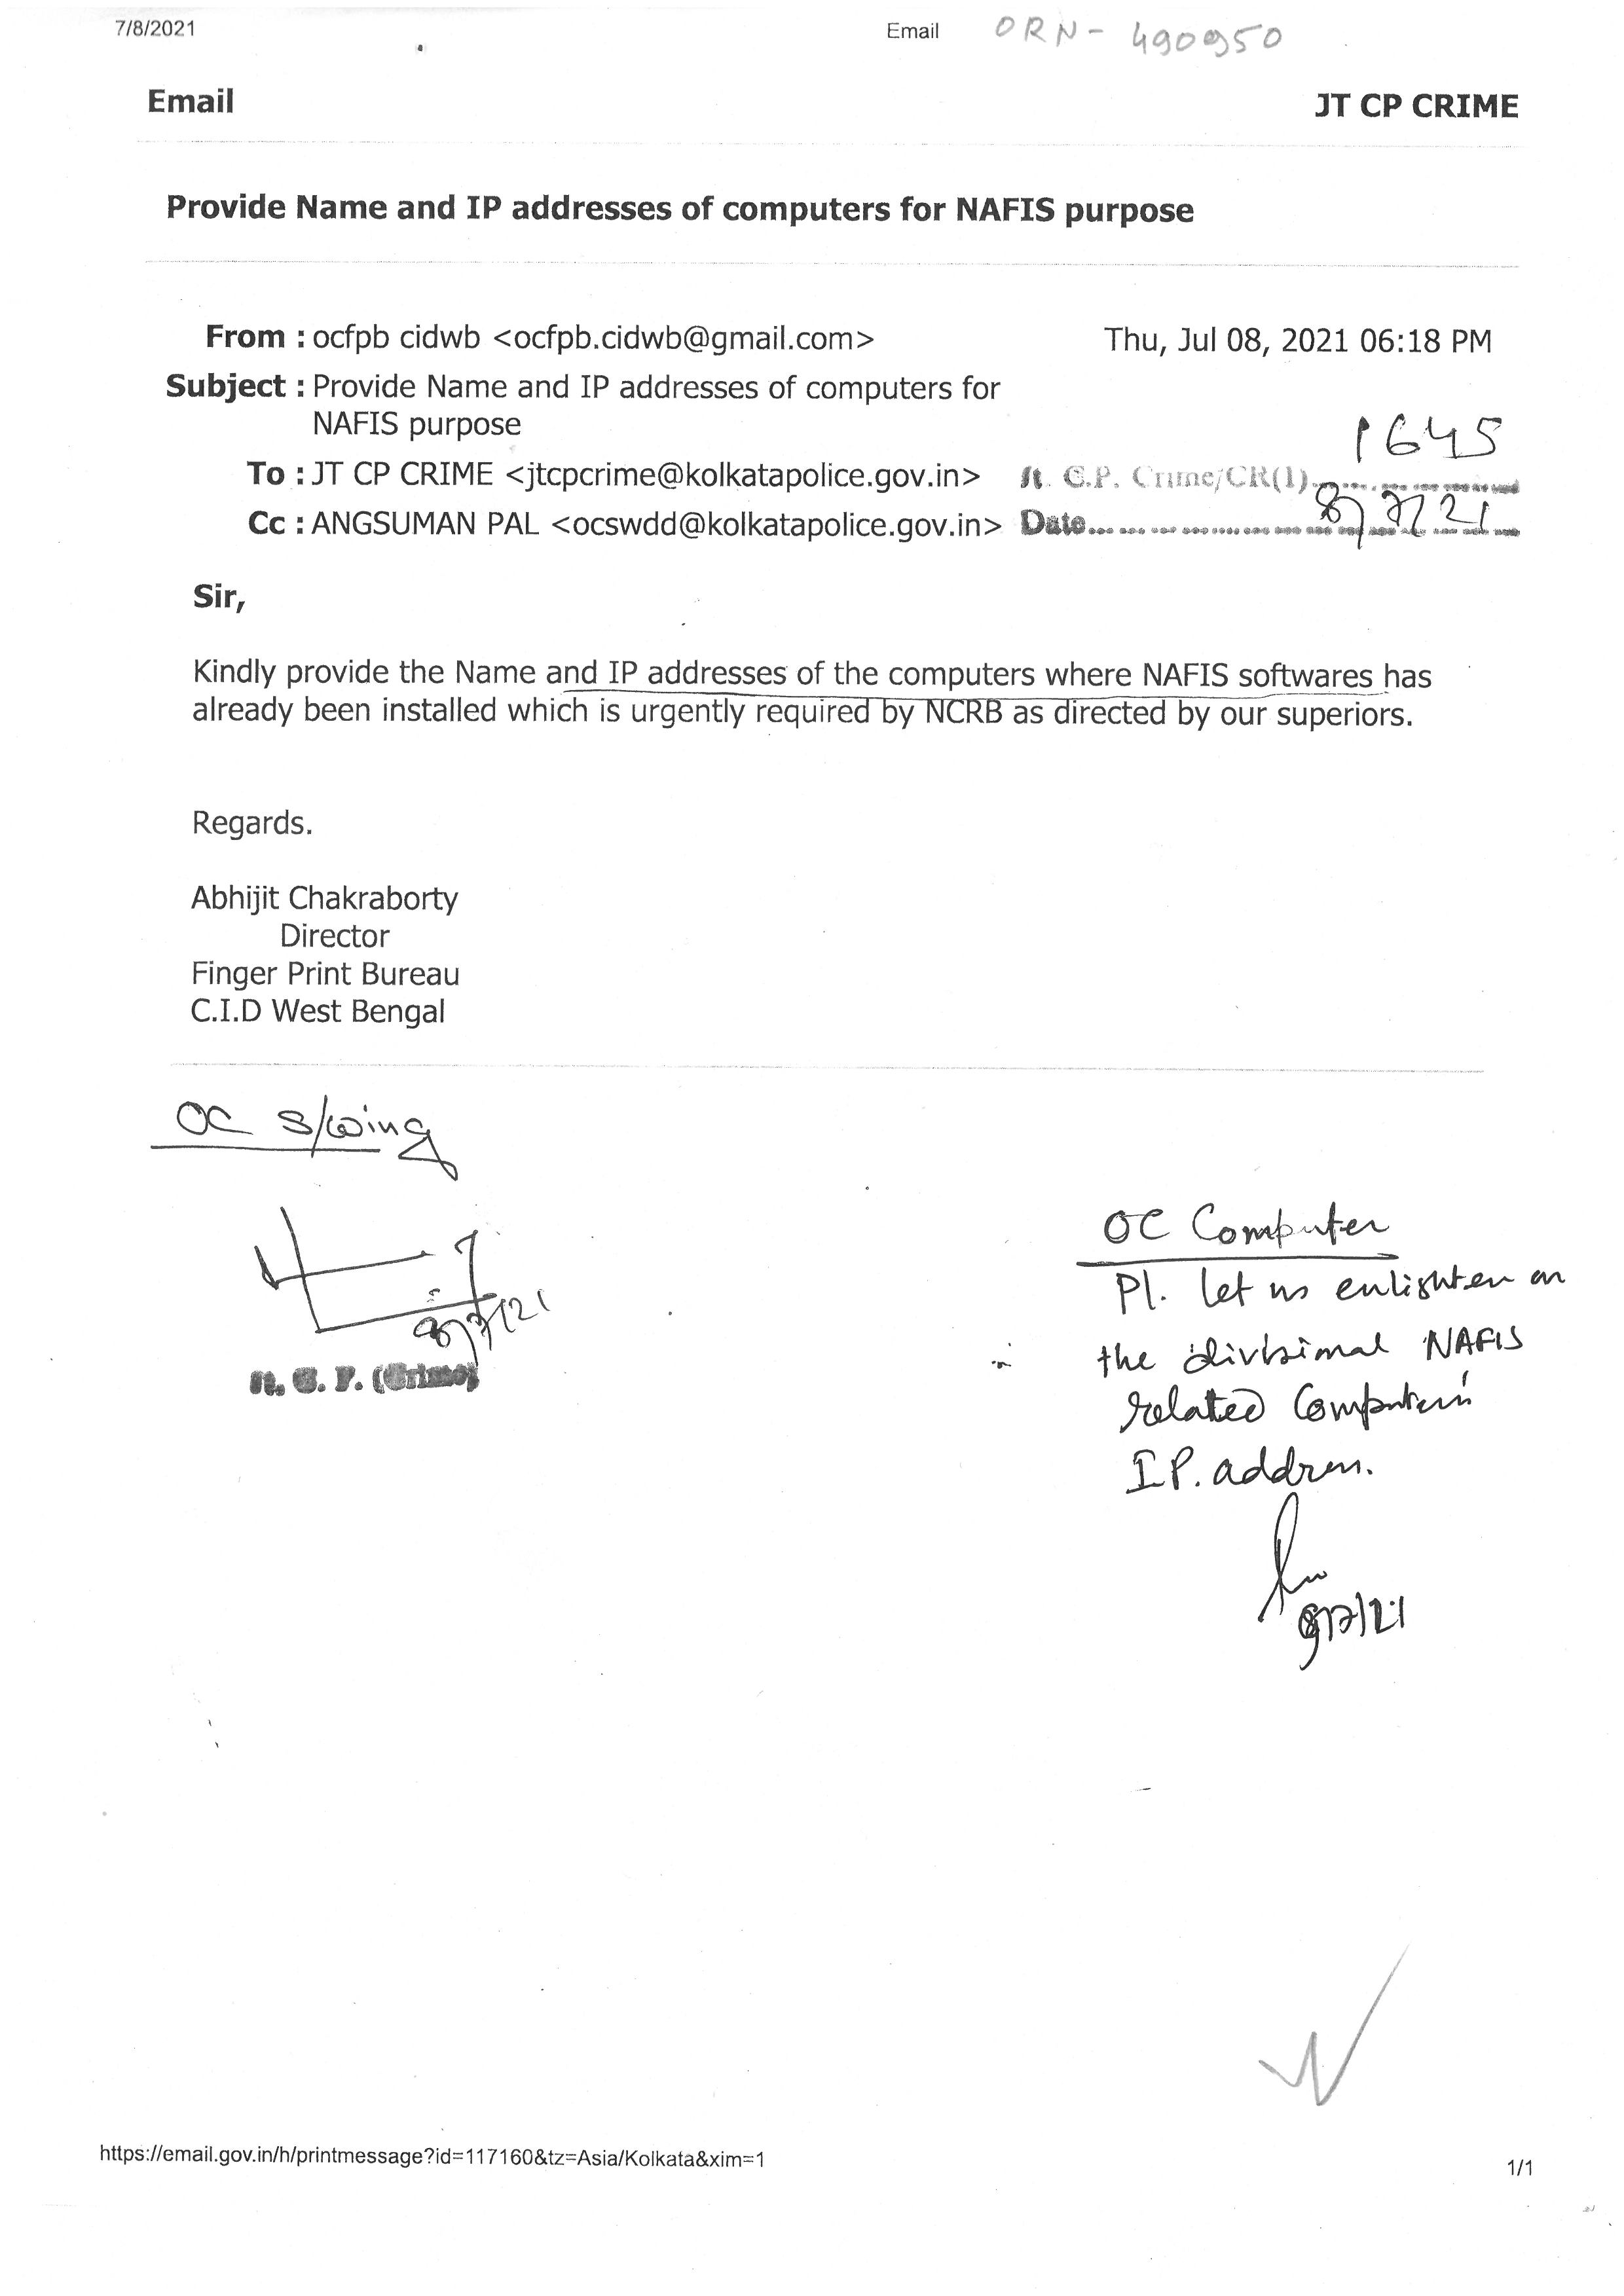 7/8/2021 Email ORN - 490950
Email JT CP CRIME
Provide Name and IP addresses of computers for NAFIS purpose
From : ocfpb cidwb <ocfpb.cidwb@gmail.com> Thu, Jul 08, 2021 06:18 PM
Subject : Provide Name and IP addresses of computers for
NAFIS purpose
1645
To : JT CP CRIME <jtcpcrime@kolkatapolice.gov.in> Jt. C.P. Crime/CR(1)
Cc : ANGSUMAN PAL <ocswdd@kolkatapolice.gov.in> Date 8/7/21
Sir,
Kindly provide the Name and IP addresses of the computers where NAFIS softwares has
already been installed which is urgently required by NCRB as directed by our superiors.
Regards.
Abhijit Chakraborty
Director
Finger Print Bureau
C.I.D West Bengal
OC S/Wing
8/7/21
Jt. C. P. (Crime)
OC Computer
Pl. let us enlighten on
the divisional NAFIS
related Computers'
I.P. address.
8/7/21
https://email.gov.in/h/printmessage?id=117160&tz=Asia/Kolkata&xim=1 1/1